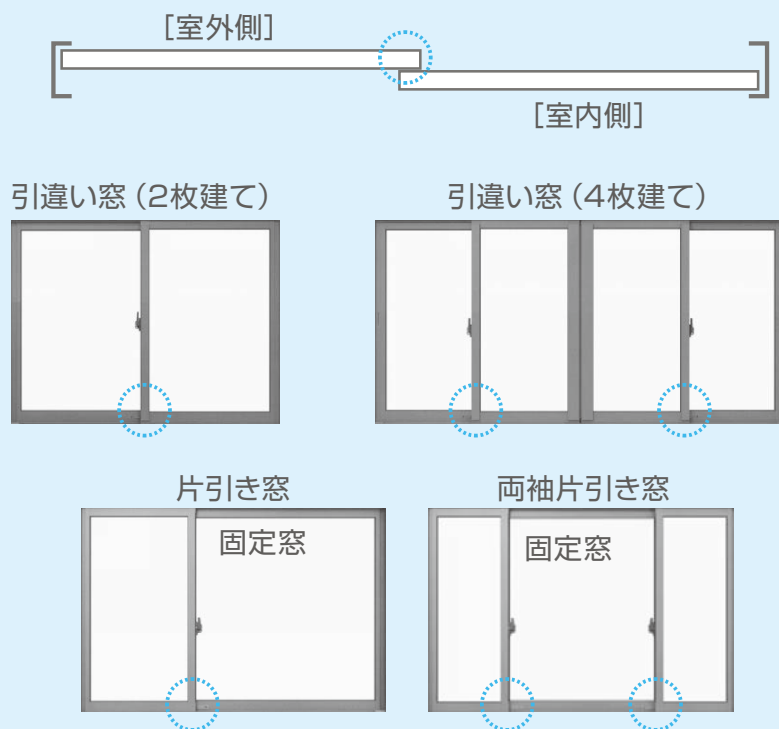 [室外側]
[室内側]
引違い窓(2枚建て)
引違い窓(4枚建て)
片引き窓
両袖片引き窓
固定窓
固定窓